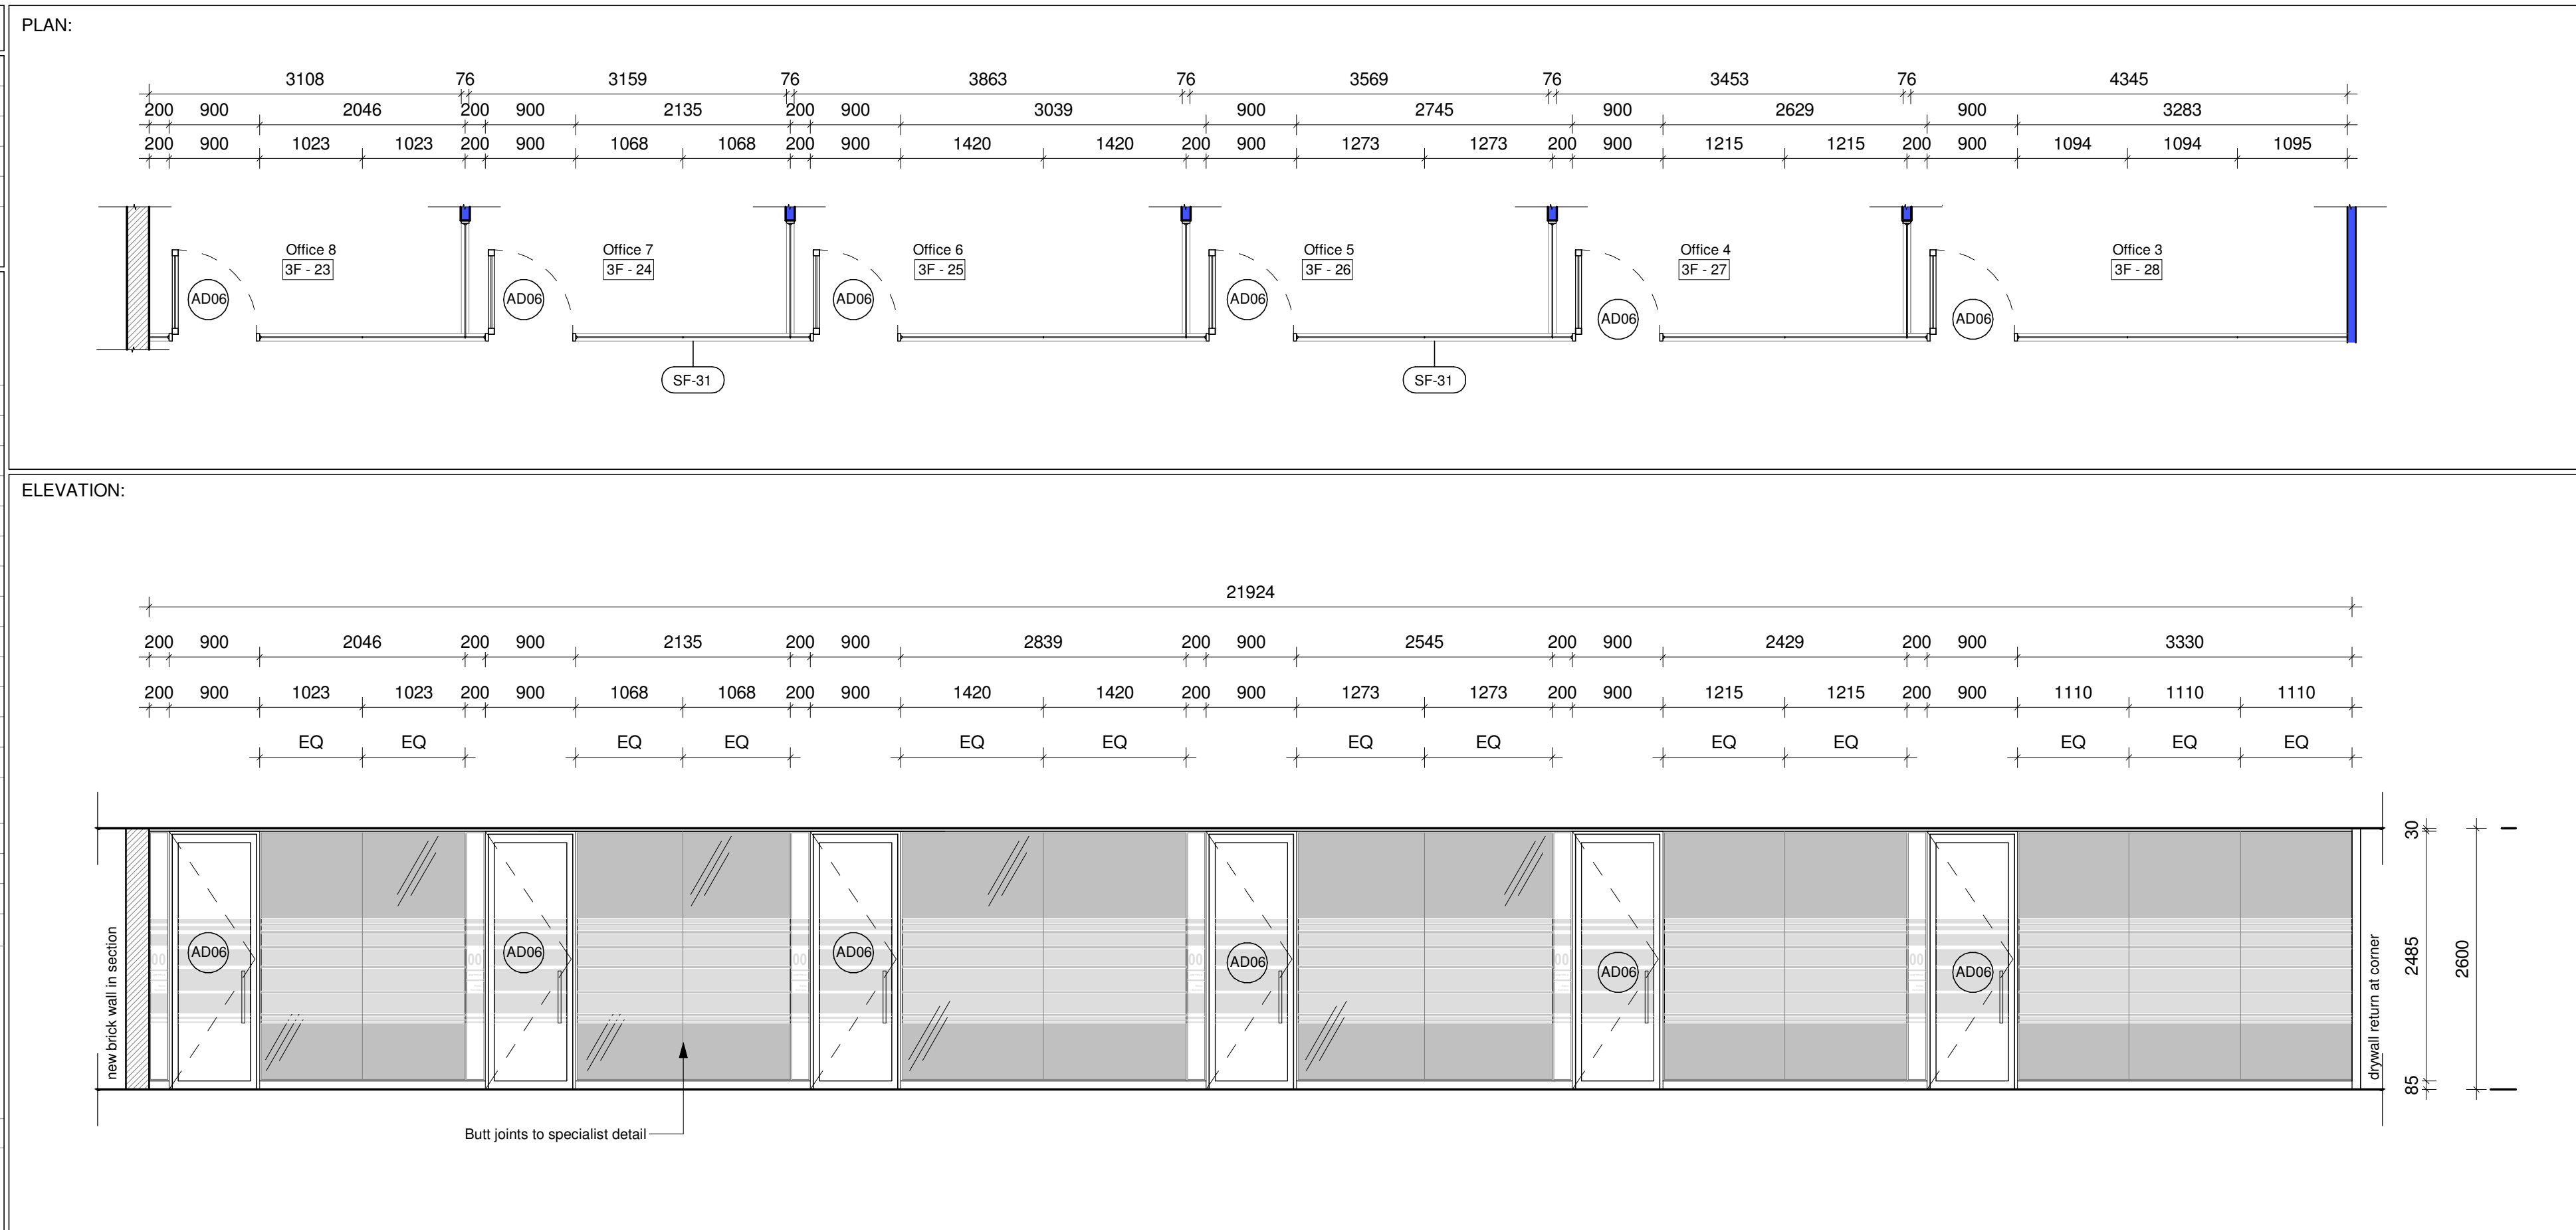 PLAN:
3108 76 3159 76 3863 76 3569 76 3453 76 4345
200 900 2046 200 900 2135 200 900 3039 900 2745 900 2629 900 3283
200 900 1023 1023 200 900 1068 1068 200 900 1420 1420 200 900 1273 1273 200 900 1215 1215 200 900 1094 1094 1095
Office 8 Office 7 Office 6 Office 5 Office 4 Office 3
3F - 23 3F - 24 3F - 25 3F - 26 3F - 27 3F - 28
AD06 AD06 AD06 AD06 AD06 AD06
SF-31 SF-31
ELEVATION:
21924
200 900 2046 200 900 2135 200 900 2839 200 900 2545 200 900 2429 200 900 3330
200 900 1023 1023 200 900 1068 1068 200 900 1420 1420 200 900 1273 1273 200 900 1215 1215 200 900 1110 1110 1110
EQ EQ EQ EQ EQ EQ EQ EQ EQ EQ EQ EQ EQ
new brick wall in section
AD06 AD06 AD06 AD06 AD06 AD06
drywall return at corner
30
2485
85
2600
Butt joints to specialist detail